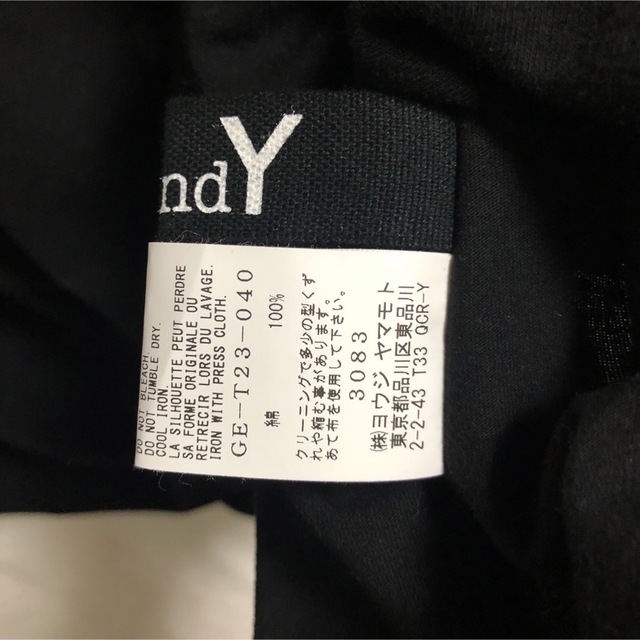 ndY
DO NOT BLEACH.
DO NOT TUMBLE DRY.
COOL IRON.
LA SILHOUETTE PEUT PERDRE
SA FORME ORIGINALE OU
RETRECIR LORS DU LAVAGE.
IRON WITH PRESS CLOTH.
GE-T23-040
綿 100%
クリーニングで多少の型くず
れや縮む事があります。
あて布を使用して下さい。
3083
㈱ヨウジ ヤマモト
東京都品川区東品川
2-2-43 T33 QCR-Y